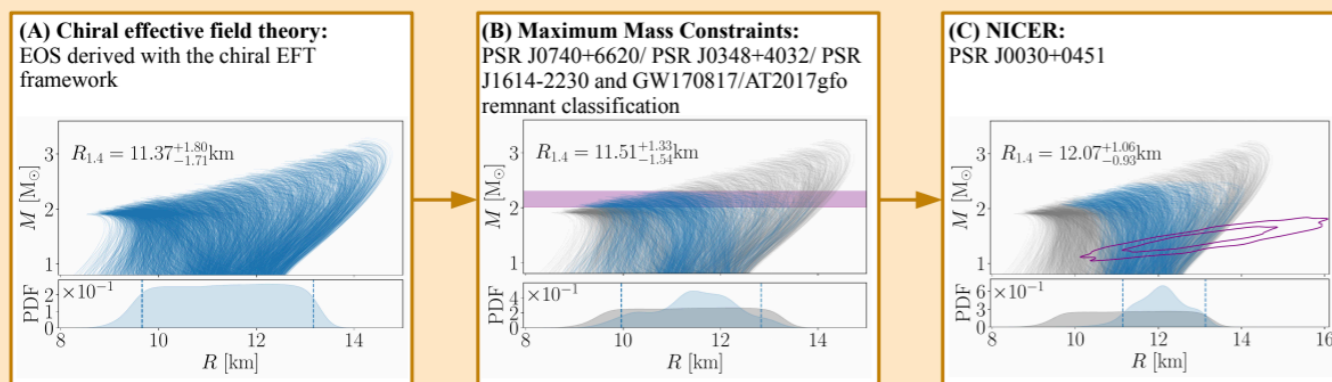 (A) Chiral effective field theory:
EOS derived with the chiral EFT
framework
R₁.₄ = 11.37⁺¹·⁸⁰₋₁.₇₁km
M [M⊙]
3
2
1
PDF
×10⁻¹
2
0
8 10 12 14
R [km]
(B) Maximum Mass Constraints:
PSR J0740+6620/ PSR J0348+4032/ PSR
J1614-2230 and GW170817/AT2017gfo
remnant classification
R₁.₄ = 11.51⁺¹·³³₋₁.₅₄km
M [M⊙]
3
2
1
PDF
×10⁻¹
4
2
0
8 10 12 14
R [km]
(C) NICER:
PSR J0030+0451
R₁.₄ = 12.07⁺¹·⁰⁶₋₀.₉₃km
M [M⊙]
3
2
1
PDF
×10⁻¹
6
3
0
8 10 12 14 16
R [km]